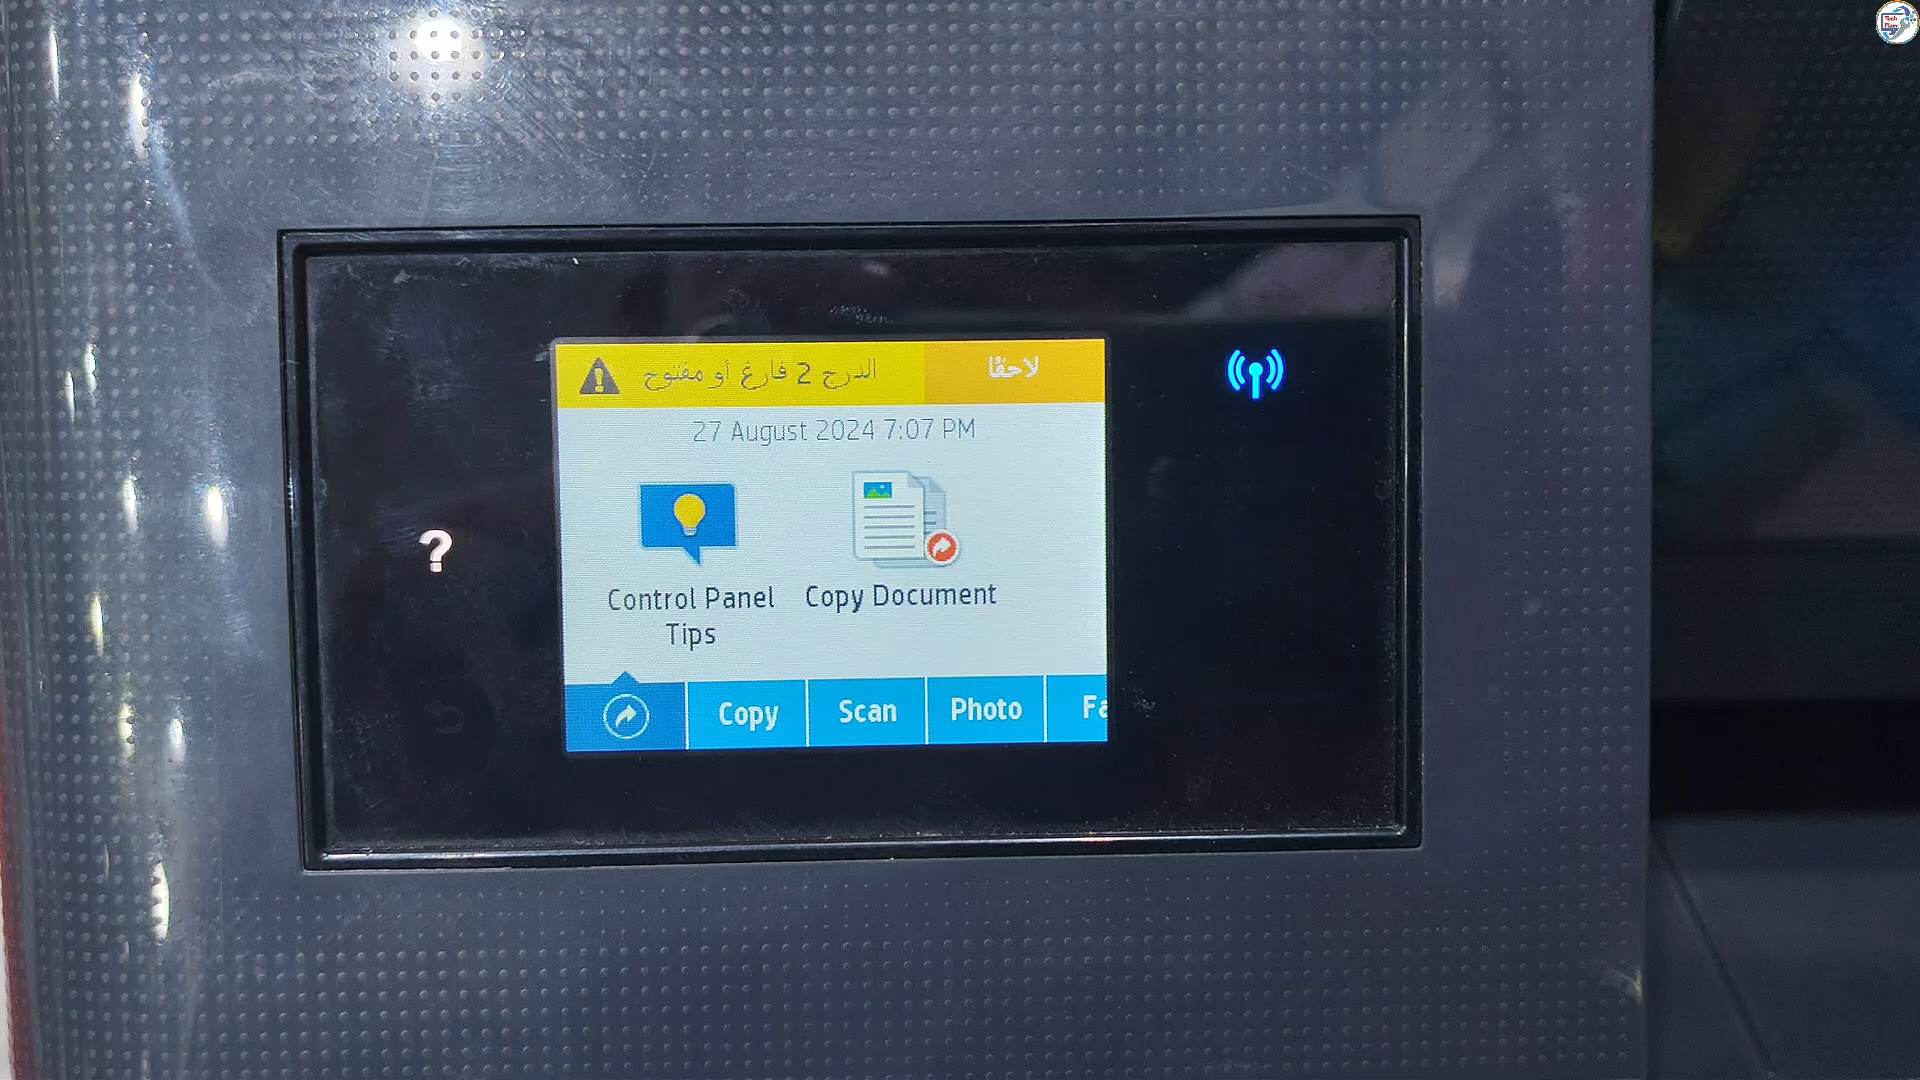 الدرج 2 فارغ أو مفتوح
لاحقًا
27 August 2024 7:07 PM
Control Panel
Tips
Copy Document
Copy
Scan
Photo
Fa
?
Tech